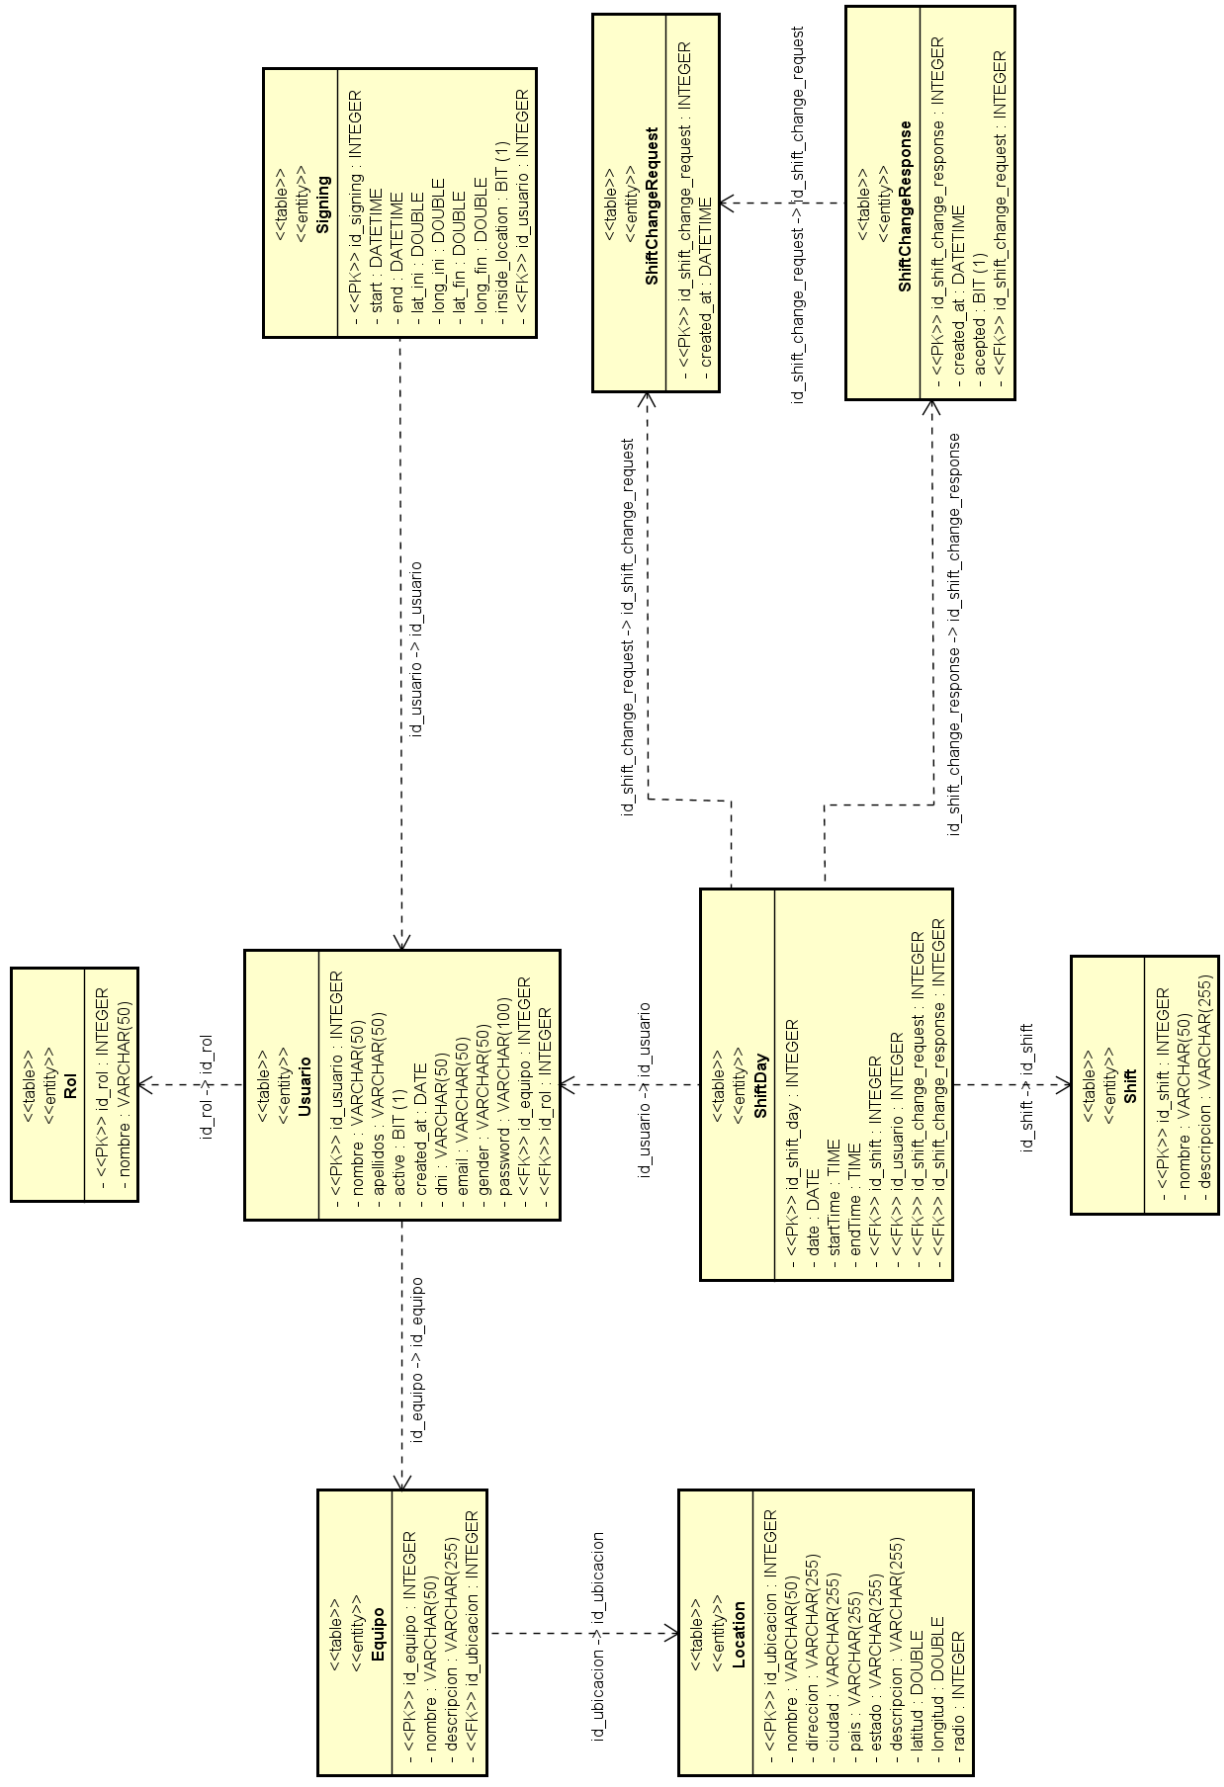 <<table>>
<<entity>>
Equipo
- <<PK>> id_equipo : INTEGER
- nombre : VARCHAR(50)
- descripcion : VARCHAR(255)
- <<FK>> id_ubicacion : INTEGER
id_ubicacion -> id_ubicacion
<<table>>
<<entity>>
Location
- <<PK>> id_ubicacion : INTEGER
- nombre : VARCHAR(50)
- direccion : VARCHAR(255)
- ciudad : VARCHAR(255)
- pais : VARCHAR(255)
- estado : VARCHAR(255)
- descripcion : VARCHAR(255)
- latitud : DOUBLE
- longitud : DOUBLE
- radio : INTEGER
id_equipo -> id_equipo
<<table>>
<<entity>>
Rol
- <<PK>> id_rol : INTEGER
- nombre : VARCHAR(50)
id_rol -> id_rol
<<table>>
<<entity>>
Usuario
- <<PK>> id_usuario : INTEGER
- nombre : VARCHAR(50)
- apellidos : VARCHAR(50)
- active : BIT (1)
- created_at : DATE
- dni : VARCHAR(50)
- email : VARCHAR(50)
- gender : VARCHAR(50)
- password : VARCHAR(100)
- <<FK>> id_equipo : INTEGER
- <<FK>> id_rol : INTEGER
id_usuario -> id_usuario
<<table>>
<<entity>>
ShiftDay
- <<PK>> id_shift_day : INTEGER
- date : DATE
- startTime : TIME
- endTime : TIME
- <<FK>> id_shift : INTEGER
- <<FK>> id_usuario : INTEGER
- <<FK>> id_shift_change_request : INTEGER
- <<FK>> id_shift_change_response : INTEGER
id_shift -> id_shift
<<table>>
<<entity>>
Shift
- <<PK>> id_shift : INTEGER
- nombre : VARCHAR(50)
- descripcion : VARCHAR(255)
id_usuario -> id_usuario
id_shift_change_request -> id_shift_change_request
id_shift_change_response -> id_shift_change_response
<<table>>
<<entity>>
Signing
- <<PK>> id_signing : INTEGER
- start : DATETIME
- end : DATETIME
- lat_ini : DOUBLE
- long_ini : DOUBLE
- lat_fin : DOUBLE
- long_fin : DOUBLE
- inside_location : BIT (1)
- <<FK>> id_usuario : INTEGER
<<table>>
<<entity>>
ShiftChangeRequest
- <<PK>> id_shift_change_request : INTEGER
- created_at : DATETIME
id_shift_change_request -> id_shift_change_request
<<table>>
<<entity>>
ShiftChangeResponse
- <<PK>> id_shift_change_response : INTEGER
- created_at : DATETIME
- acepted : BIT (1)
- <<FK>> id_shift_change_request : INTEGER